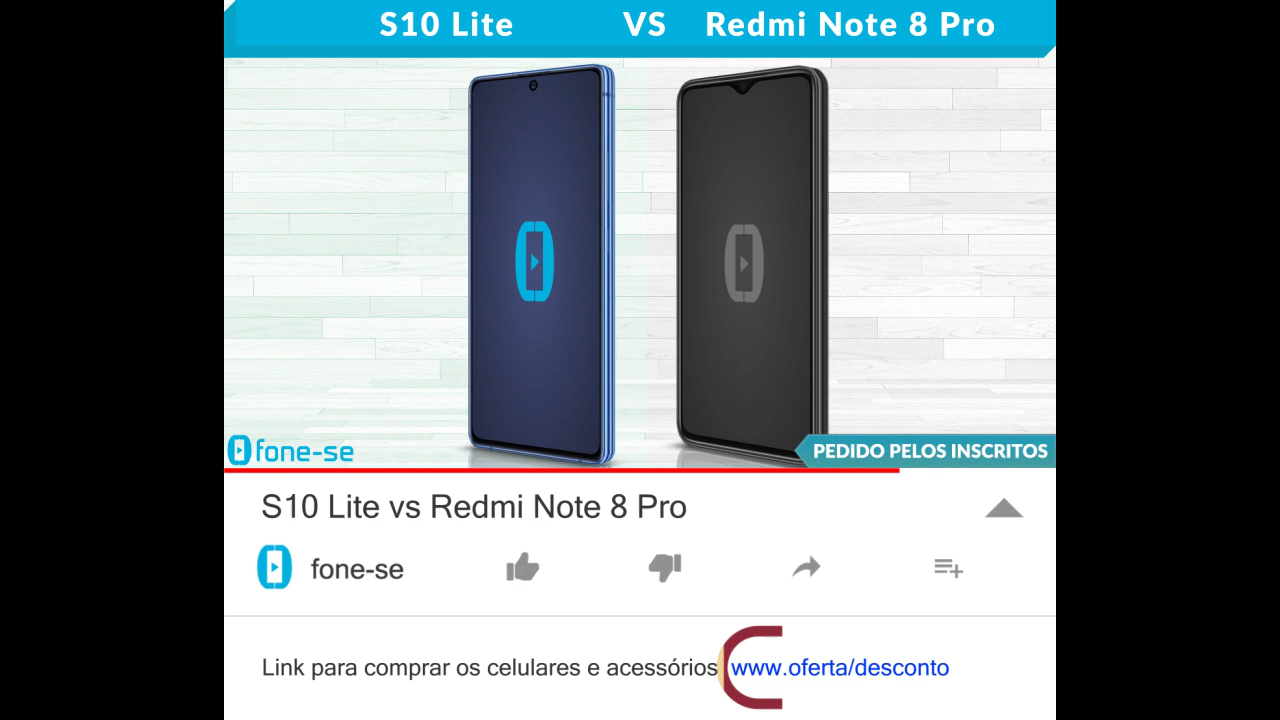 S10 Lite VS Redmi Note 8 Pro
fone-se
PEDIDO PELOS INSCRITOS
S10 Lite vs Redmi Note 8 Pro
fone-se
Link para comprar os celulares e acessórios www.oferta/desconto